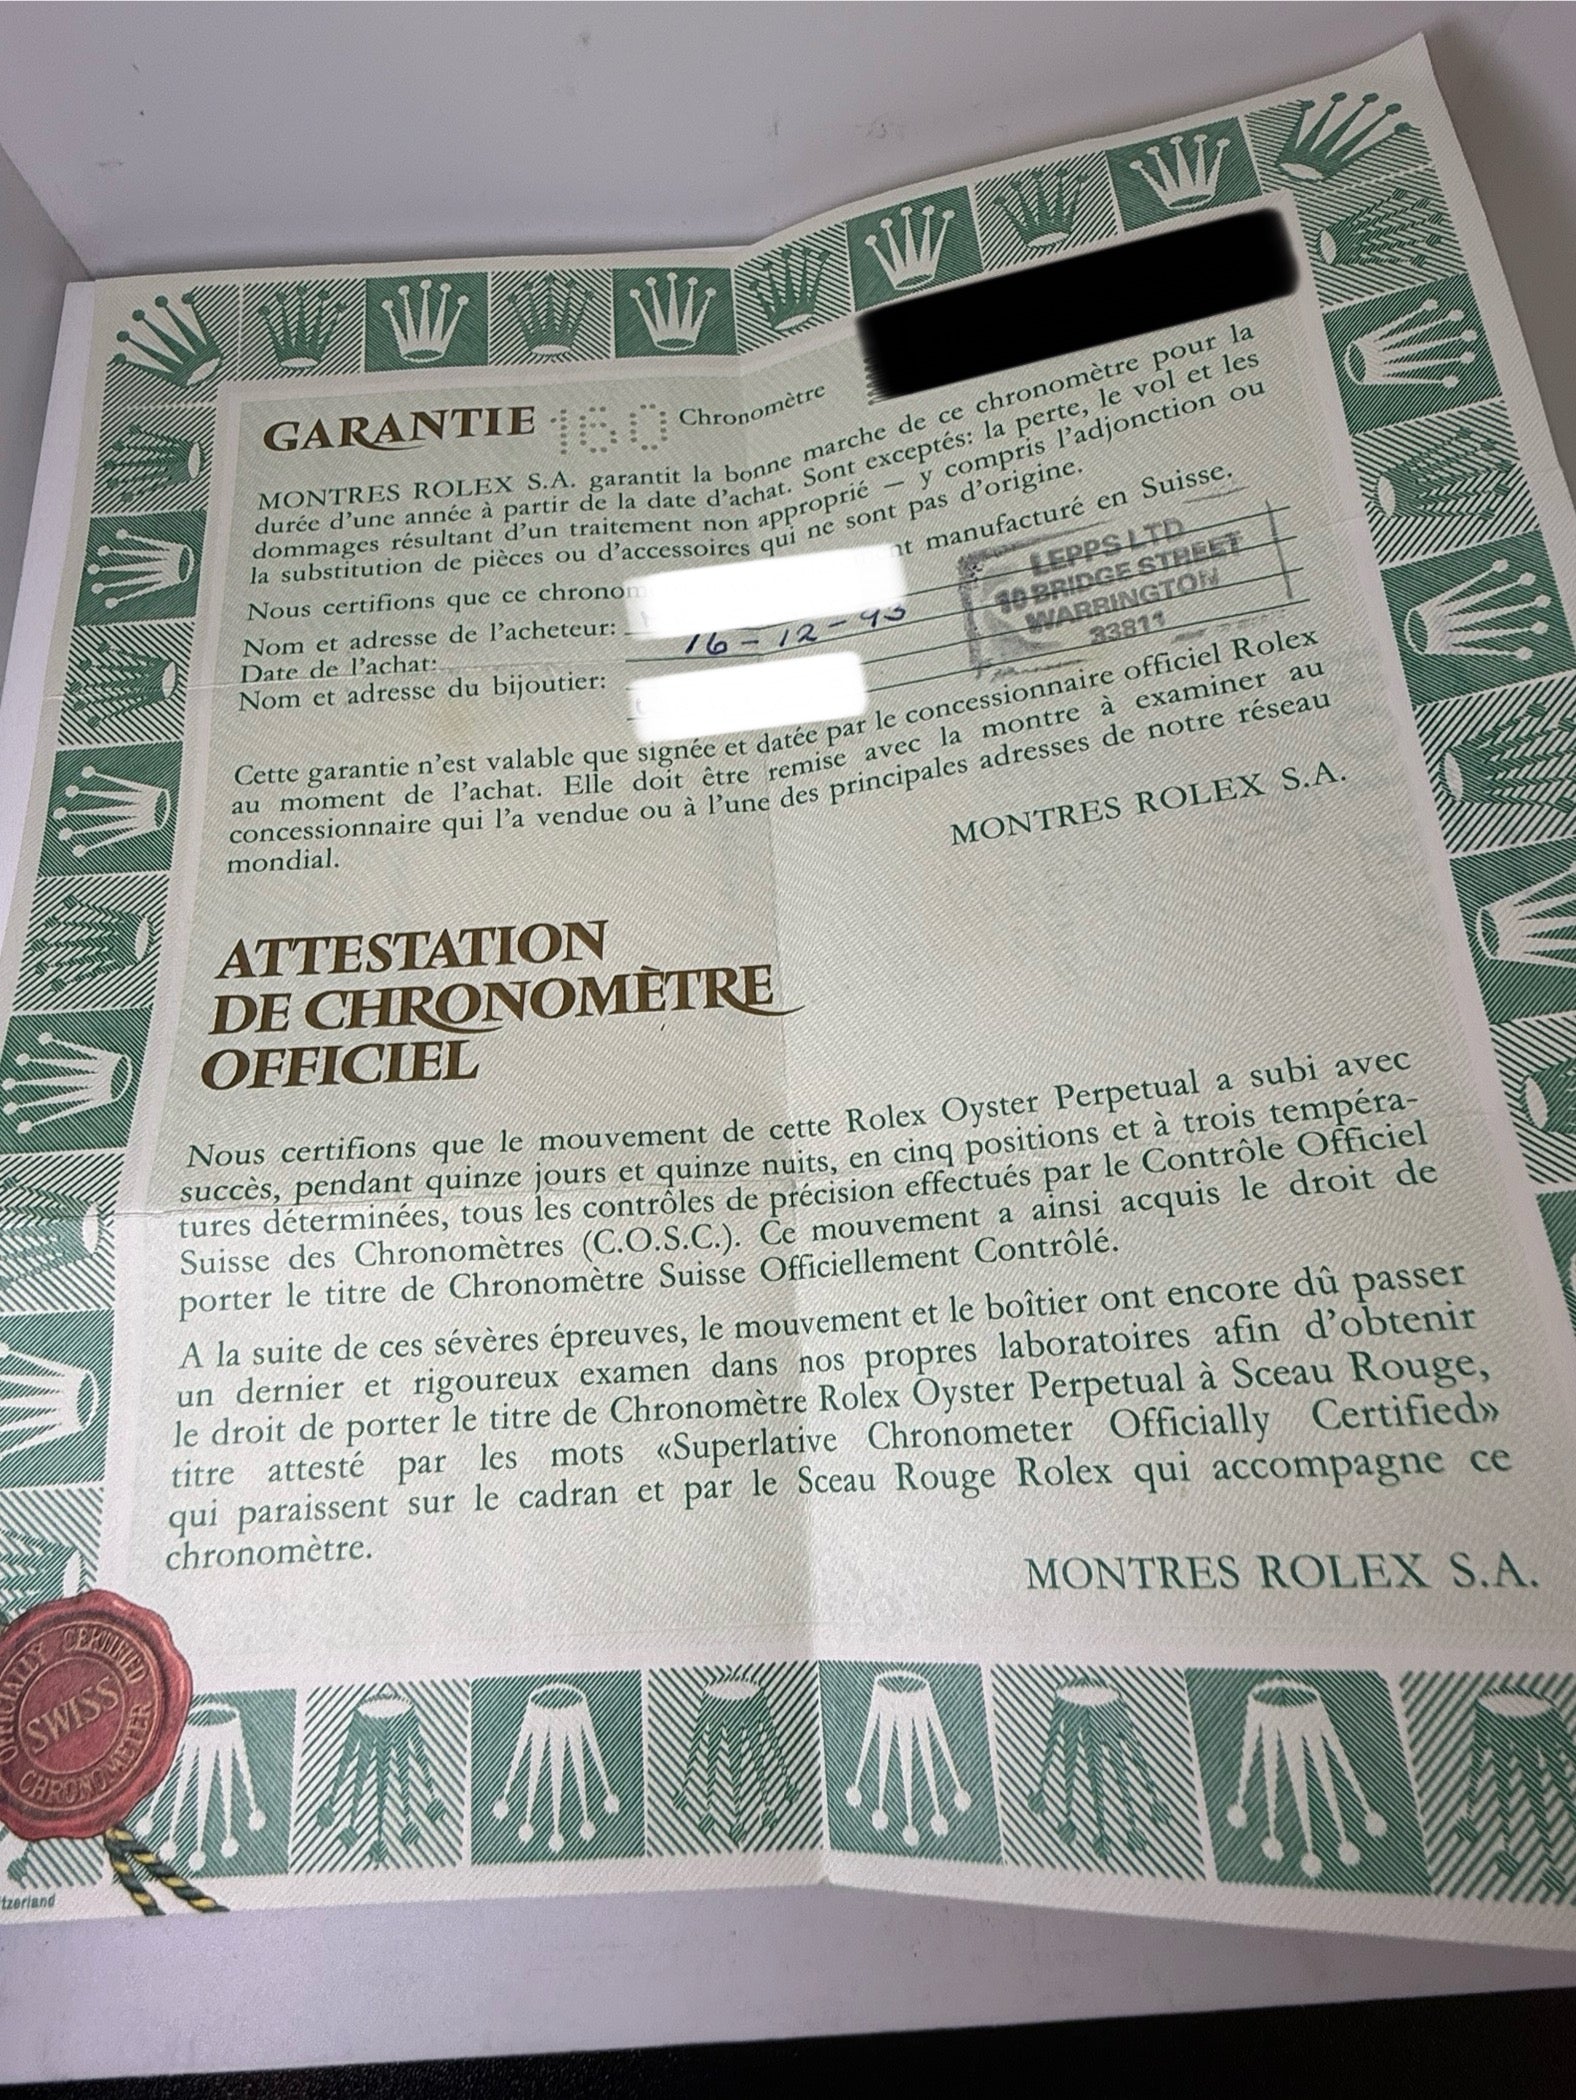 GARANTIE 160 Chronomètre
MONTRES ROLEX S.A. garantit la bonne marche de ce chronomètre pour la
durée d'une année à partir de la date d'achat. Sont exceptés: la perte, le vol et les
dommages résultant d'un traitement non approprié — y compris l'adjonction ou
la substitution de pièces ou d'accessoires qui ne sont pas d'origine.
Nous certifions que ce manufacturé en Suisse.
Nom et adresse de l'acheteur:
Date de l'achat: 16-12-93
Nom et adresse du bijoutier:
LEPPS LTD
10 BRIDGE STREET
WARRINGTON
33811
Cette garantie n'est valable que signée et datée par le concessionnaire officiel Rolex
au moment de l'achat. Elle doit être remise avec la montre à examiner au
concessionnaire qui l'a vendue ou à l'une des principales adresses de notre réseau
mondial.
MONTRES ROLEX S.A.
ATTESTATION
DE CHRONOMÈTRE
OFFICIEL
Nous certifions que le mouvement de cette Rolex Oyster Perpetual a subi avec
succès, pendant quinze jours et quinze nuits, en cinq positions et à trois tempéra-
tures déterminées, tous les contrôles de précision effectués par le Contrôle Officiel
Suisse des Chronomètres (C.O.S.C.). Ce mouvement a ainsi acquis le droit de
porter le titre de Chronomètre Suisse Officiellement Contrôlé.
A la suite de ces sévères épreuves, le mouvement et le boîtier ont encore dû passer
un dernier et rigoureux examen dans nos propres laboratoires afin d'obtenir
le droit de porter le titre de Chronomètre Rolex Oyster Perpetual à Sceau Rouge,
titre attesté par les mots «Superlative Chronometer Officially Certified»
qui paraissent sur le cadran et par le Sceau Rouge Rolex qui accompagne ce
chronomètre.
MONTRES ROLEX S.A.
OFFICIALLY CERTIFIED
SWISS
CHRONOMETER